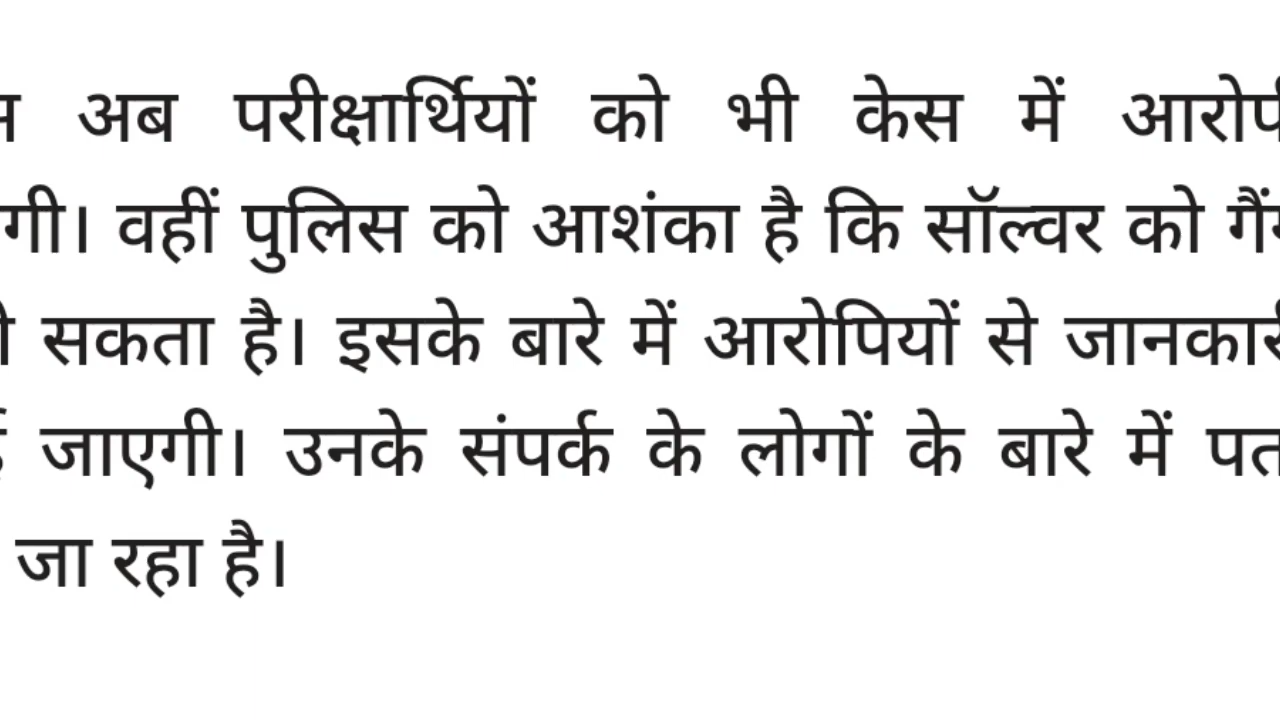 अब परीक्षार्थियों को भी केस में
वहीं पुलिस को आशंका है कि सॉल्वर को
सकता है। इसके बारे में आरोपियों से
जाएगी। उनके संपर्क के लोगों के बारे में
जा रहा है।